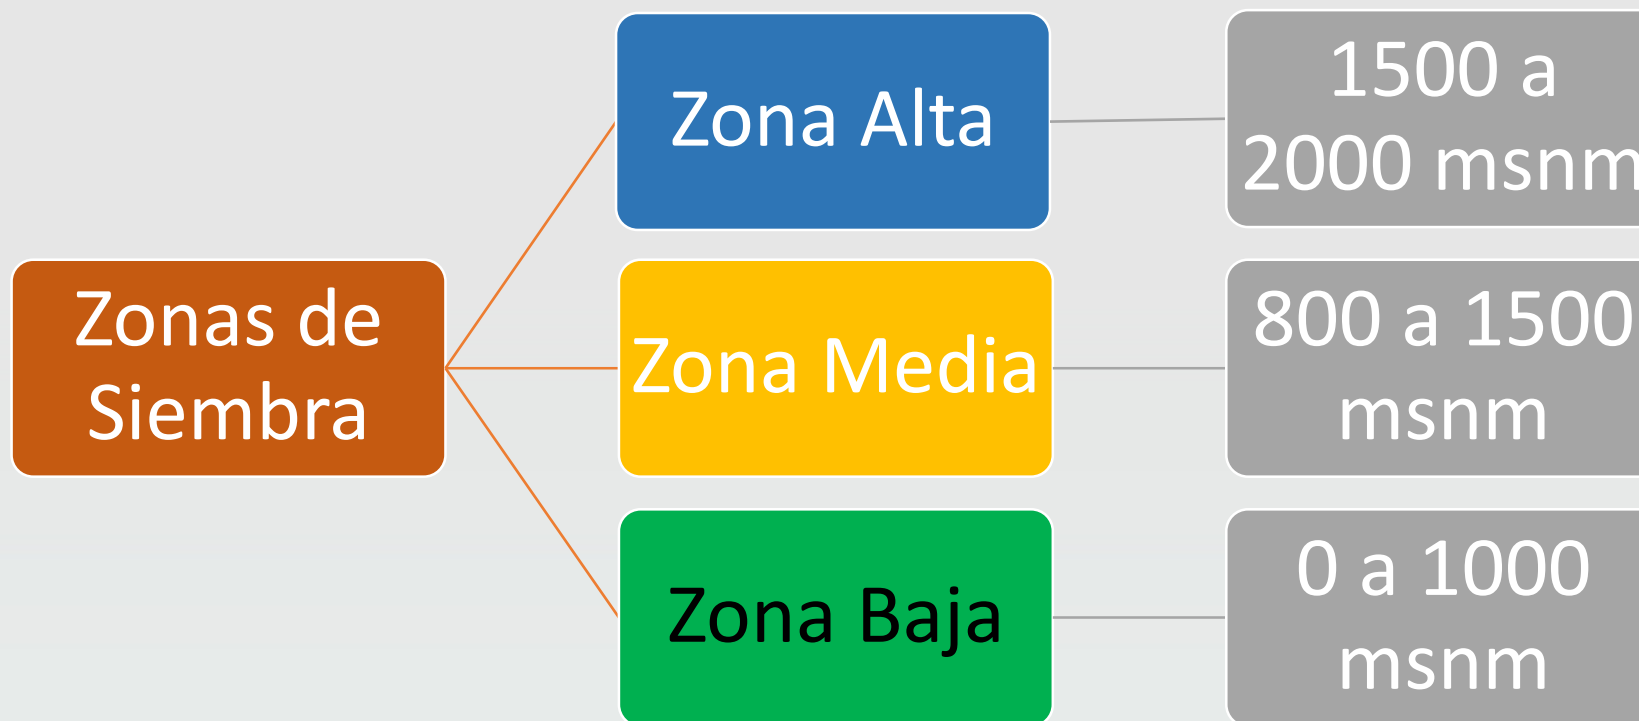 Zonas de
Siembra
Zona Alta
1500 a
2000 msnm
Zona Media
800 a 1500
msnm
Zona Baja
0 a 1000
msnm